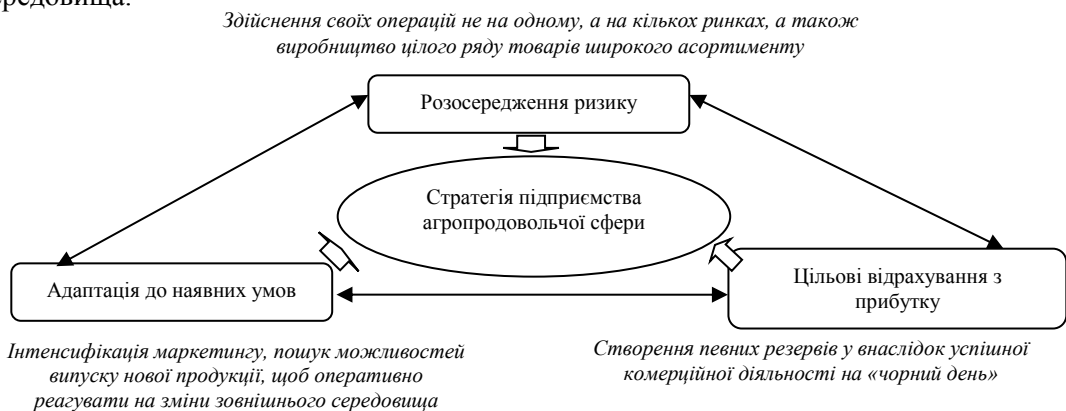 Здійснення своїх операцій не на одному, а на кількох ринках, а також
виробництво цілого ряду товарів широкого асортименту
Розосередження ризику
Стратегія підприємства
агропродовольчої сфери
Адаптація до наявних умов
Цільові відрахування з
прибутку
Інтенсифікація маркетингу, пошук можливостей
випуску нової продукції, щоб оперативно
реагувати на зміни зовнішнього середовища
Створення певних резервів у внаслідок успішної
комерційної діяльності на «чорний день»